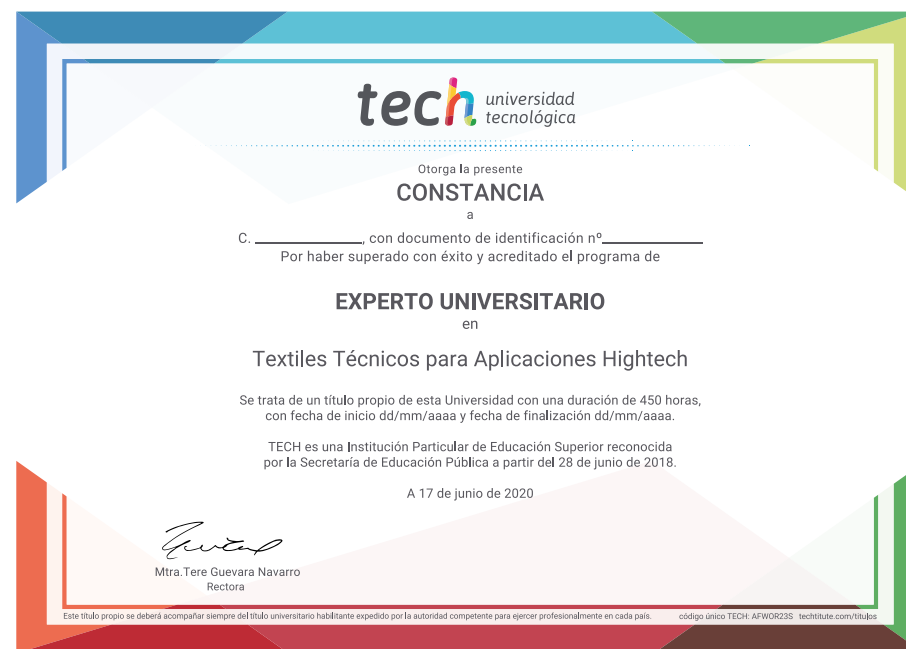 tech universidad
tecnológica
Otorga la presente
CONSTANCIA
a
C. ______________, con documento de identificación nº_____________
Por haber superado con éxito y acreditado el programa de
EXPERTO UNIVERSITARIO
en
Textiles Técnicos para Aplicaciones Hightech
Se trata de un título propio de esta Universidad con una duración de 450 horas,
con fecha de inicio dd/mm/aaaa y fecha de finalización dd/mm/aaaa.
TECH es una Institución Particular de Educación Superior reconocida
por la Secretaría de Educación Pública a partir del 28 de junio de 2018.
A 17 de junio de 2020
Mtra.Tere Guevara Navarro
Rectora
Este título propio se deberá acompañar siempre del título universitario habilitante expedido por la autoridad competente para ejercer profesionalmente en cada país. código único TECH: AFWOR23S techtitute.com/titulos